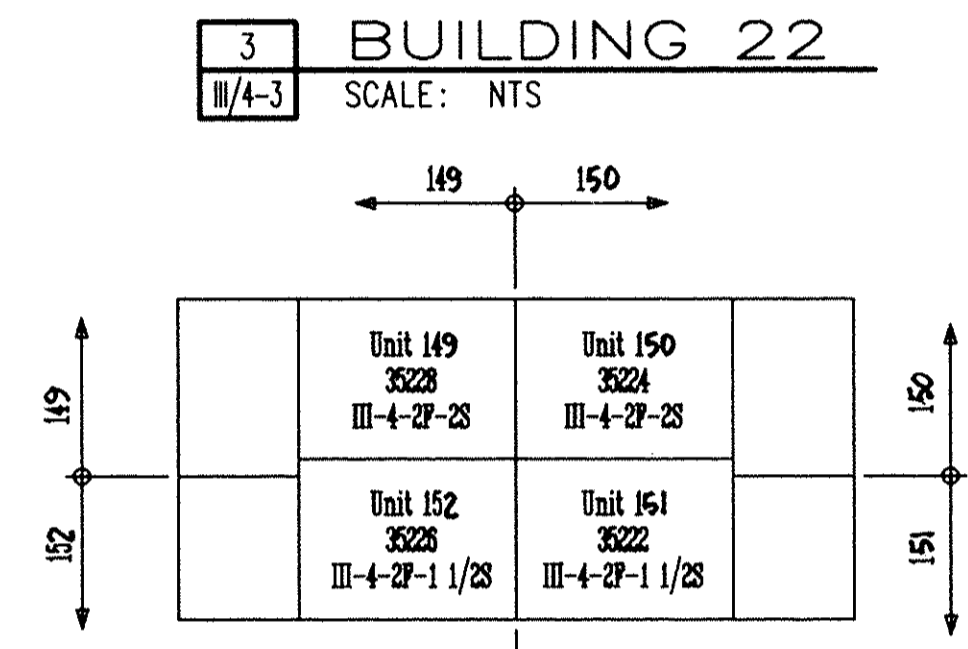 3 BUILDING 22
III/4-3 SCALE: NTS
149 150
Unit 149
35228
III-4-2F-2S
Unit 150
35224
III-4-2F-2S
149
150
Unit 152
35226
III-4-2F-1 1/2S
Unit 151
35222
III-4-2F-1 1/2S
152
151